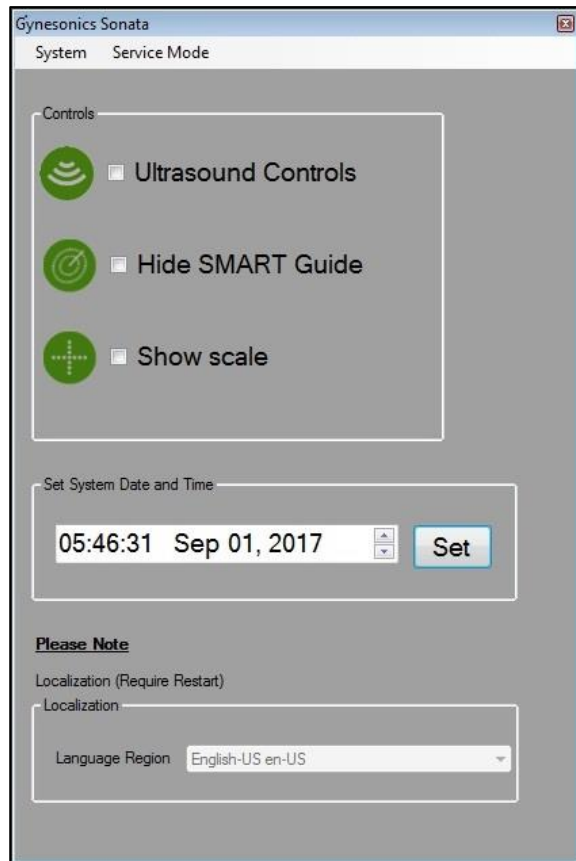 Gynesonics Sonata
System Service Mode
Controls
Ultrasound Controls
Hide SMART Guide
Show scale
Set System Date and Time
05:46:31 Sep 01, 2017
Set
Please Note
Localization (Require Restart)
Localization
Language Region English-US en-US